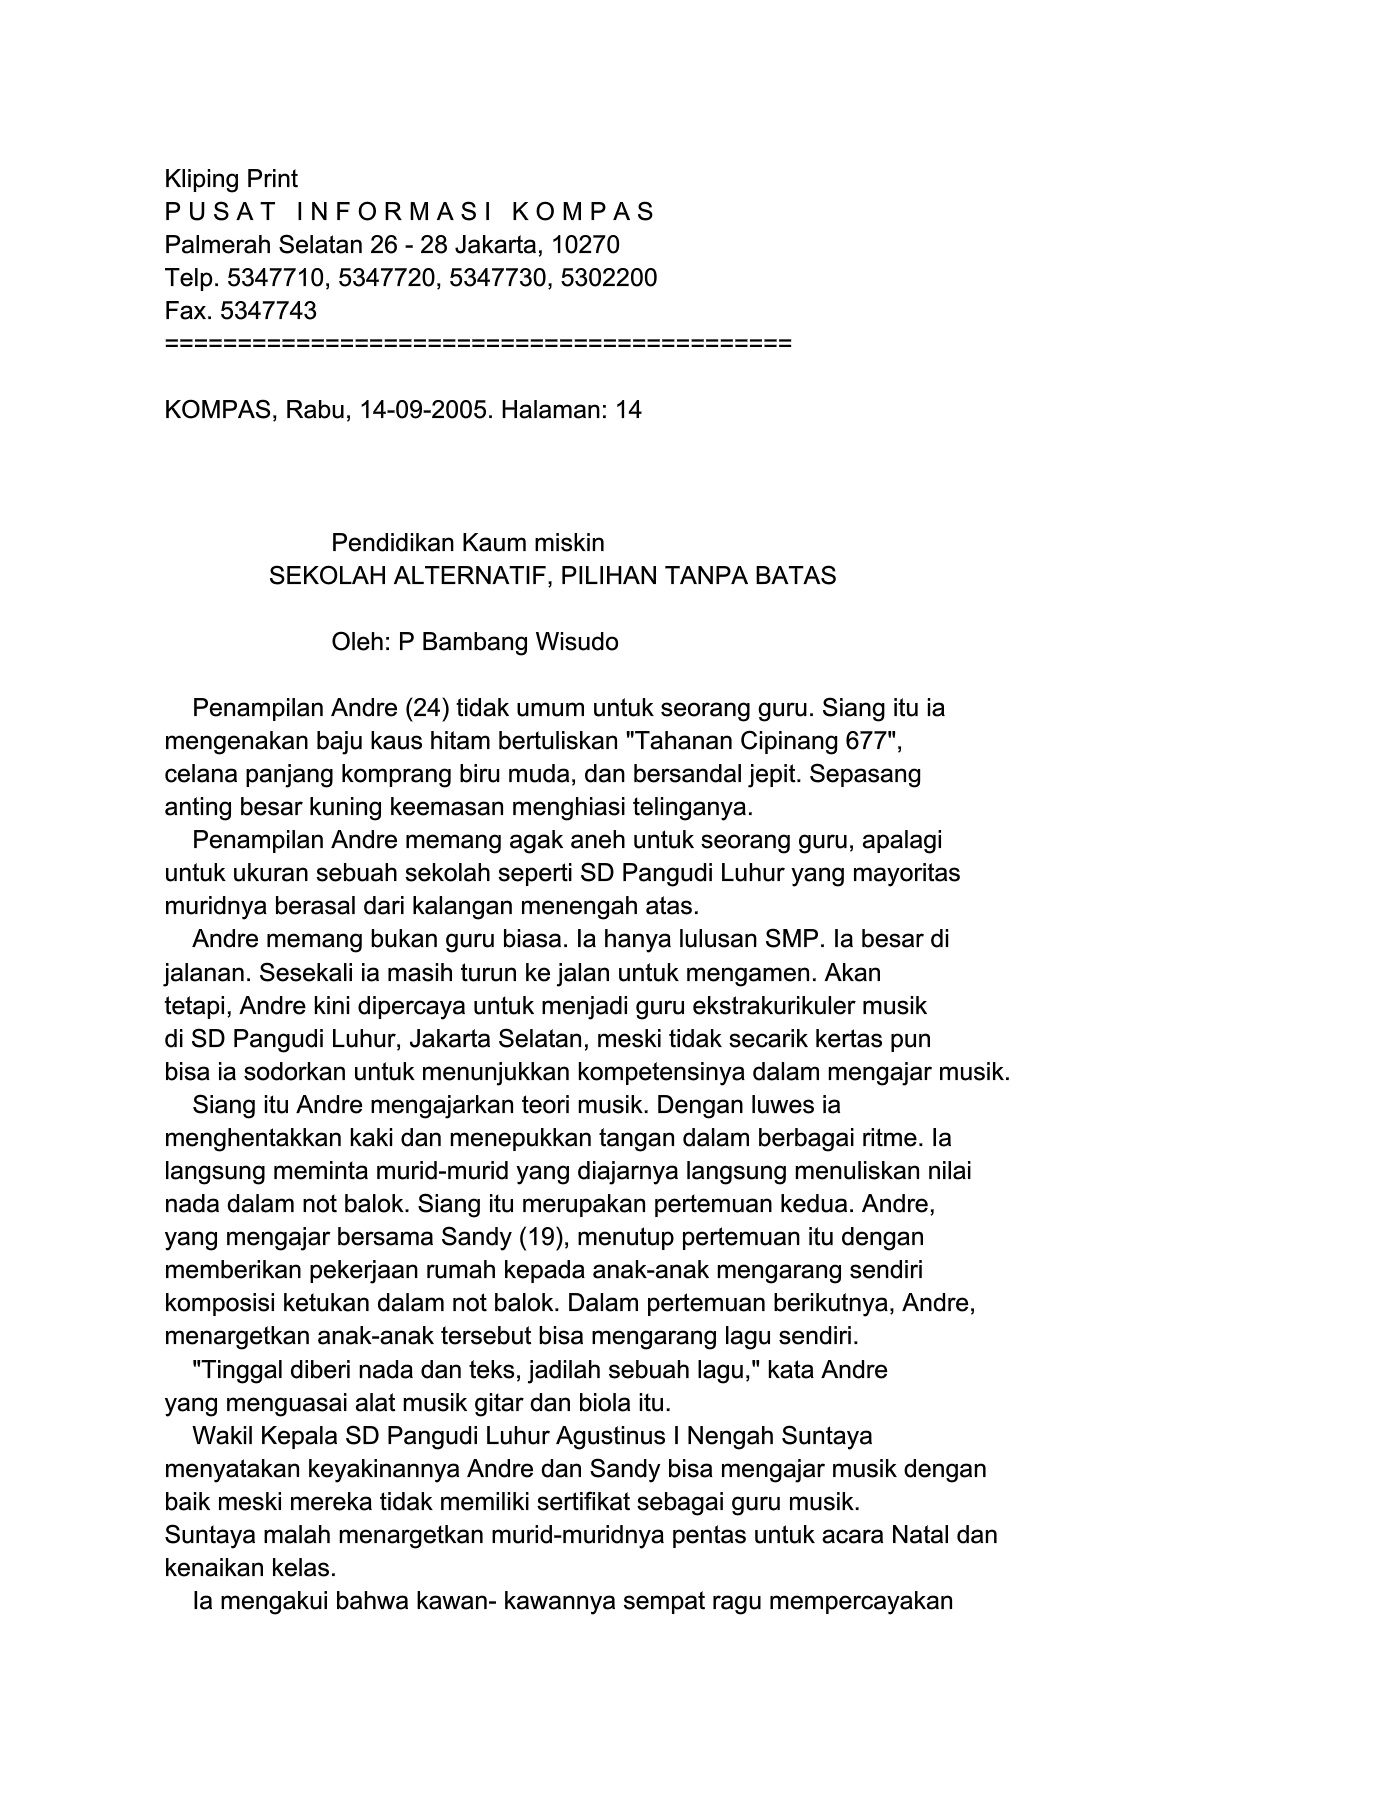 Kliping Print
P U S A T   I N F O R M A S I   K O M P A S
Palmerah Selatan 26 - 28 Jakarta, 10270
Telp. 5347710, 5347720, 5347730, 5302200
Fax. 5347743
===========================================
KOMPAS, Rabu, 14-09-2005. Halaman: 14
Pendidikan Kaum miskin
SEKOLAH ALTERNATIF, PILIHAN TANPA BATAS
Oleh: P Bambang Wisudo
Penampilan Andre (24) tidak umum untuk seorang guru. Siang itu ia
mengenakan baju kaus hitam bertuliskan "Tahanan Cipinang 677",
celana panjang komprang biru muda, dan bersandal jepit. Sepasang
anting besar kuning keemasan menghiasi telinganya.
Penampilan Andre memang agak aneh untuk seorang guru, apalagi
untuk ukuran sebuah sekolah seperti SD Pangudi Luhur yang mayoritas
muridnya berasal dari kalangan menengah atas.
Andre memang bukan guru biasa. Ia hanya lulusan SMP. Ia besar di
jalanan. Sesekali ia masih turun ke jalan untuk mengamen. Akan
tetapi, Andre kini dipercaya untuk menjadi guru ekstrakurikuler musik
di SD Pangudi Luhur, Jakarta Selatan, meski tidak secarik kertas pun
bisa ia sodorkan untuk menunjukkan kompetensinya dalam mengajar musik.
Siang itu Andre mengajarkan teori musik. Dengan luwes ia
menghentakkan kaki dan menepukkan tangan dalam berbagai ritme. Ia
langsung meminta murid-murid yang diajarnya langsung menuliskan nilai
nada dalam not balok. Siang itu merupakan pertemuan kedua. Andre,
yang mengajar bersama Sandy (19), menutup pertemuan itu dengan
memberikan pekerjaan rumah kepada anak-anak mengarang sendiri
komposisi ketukan dalam not balok. Dalam pertemuan berikutnya, Andre,
menargetkan anak-anak tersebut bisa mengarang lagu sendiri.
"Tinggal diberi nada dan teks, jadilah sebuah lagu," kata Andre
yang menguasai alat musik gitar dan biola itu.
Wakil Kepala SD Pangudi Luhur Agustinus I Nengah Suntaya
menyatakan keyakinannya Andre dan Sandy bisa mengajar musik dengan
baik meski mereka tidak memiliki sertifikat sebagai guru musik.
Suntaya malah menargetkan murid-muridnya pentas untuk acara Natal dan
kenaikan kelas.
Ia mengakui bahwa kawan- kawannya sempat ragu mempercayakan